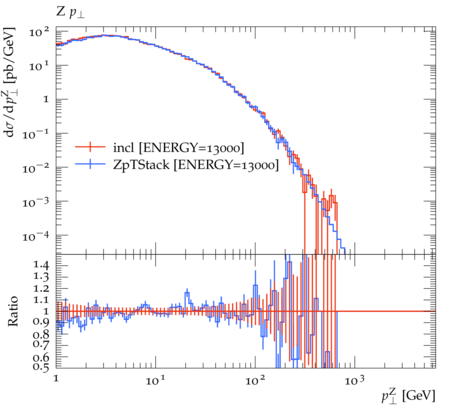 Z p⊥
10²
10¹
1
10⁻¹
10⁻²
10⁻³
10⁻⁴
dσ/dp⊥ᶻ [pb/GeV]
incl [ENERGY=13000]
ZpTStack [ENERGY=13000]
1.4
1.3
1.2
1.1
1
0.9
0.8
0.7
0.6
0.5
Ratio
1 10¹ 10² 10³
p⊥ᶻ [GeV]